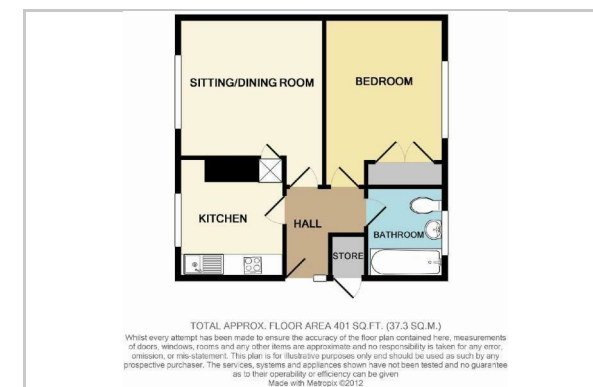 SITTING/DINING ROOM
BEDROOM
KITCHEN
HALL
BATHROOM
STORE
TOTAL APPROX. FLOOR AREA 401 SQ.FT. (37.3 SQ.M.)
Whilst every attempt has been made to ensure the accuracy of the floor plan contained here, measurements
of doors, windows, rooms and any other items are approximate and no responsibility is taken for any error,
omission, or mis-statement. This plan is for illustrative purposes only and should be used as such by any
prospective purchaser. The services, systems and appliances shown have not been tested and no guarantee
as to their operability or efficiency can be given
Made with Metropix ©2012